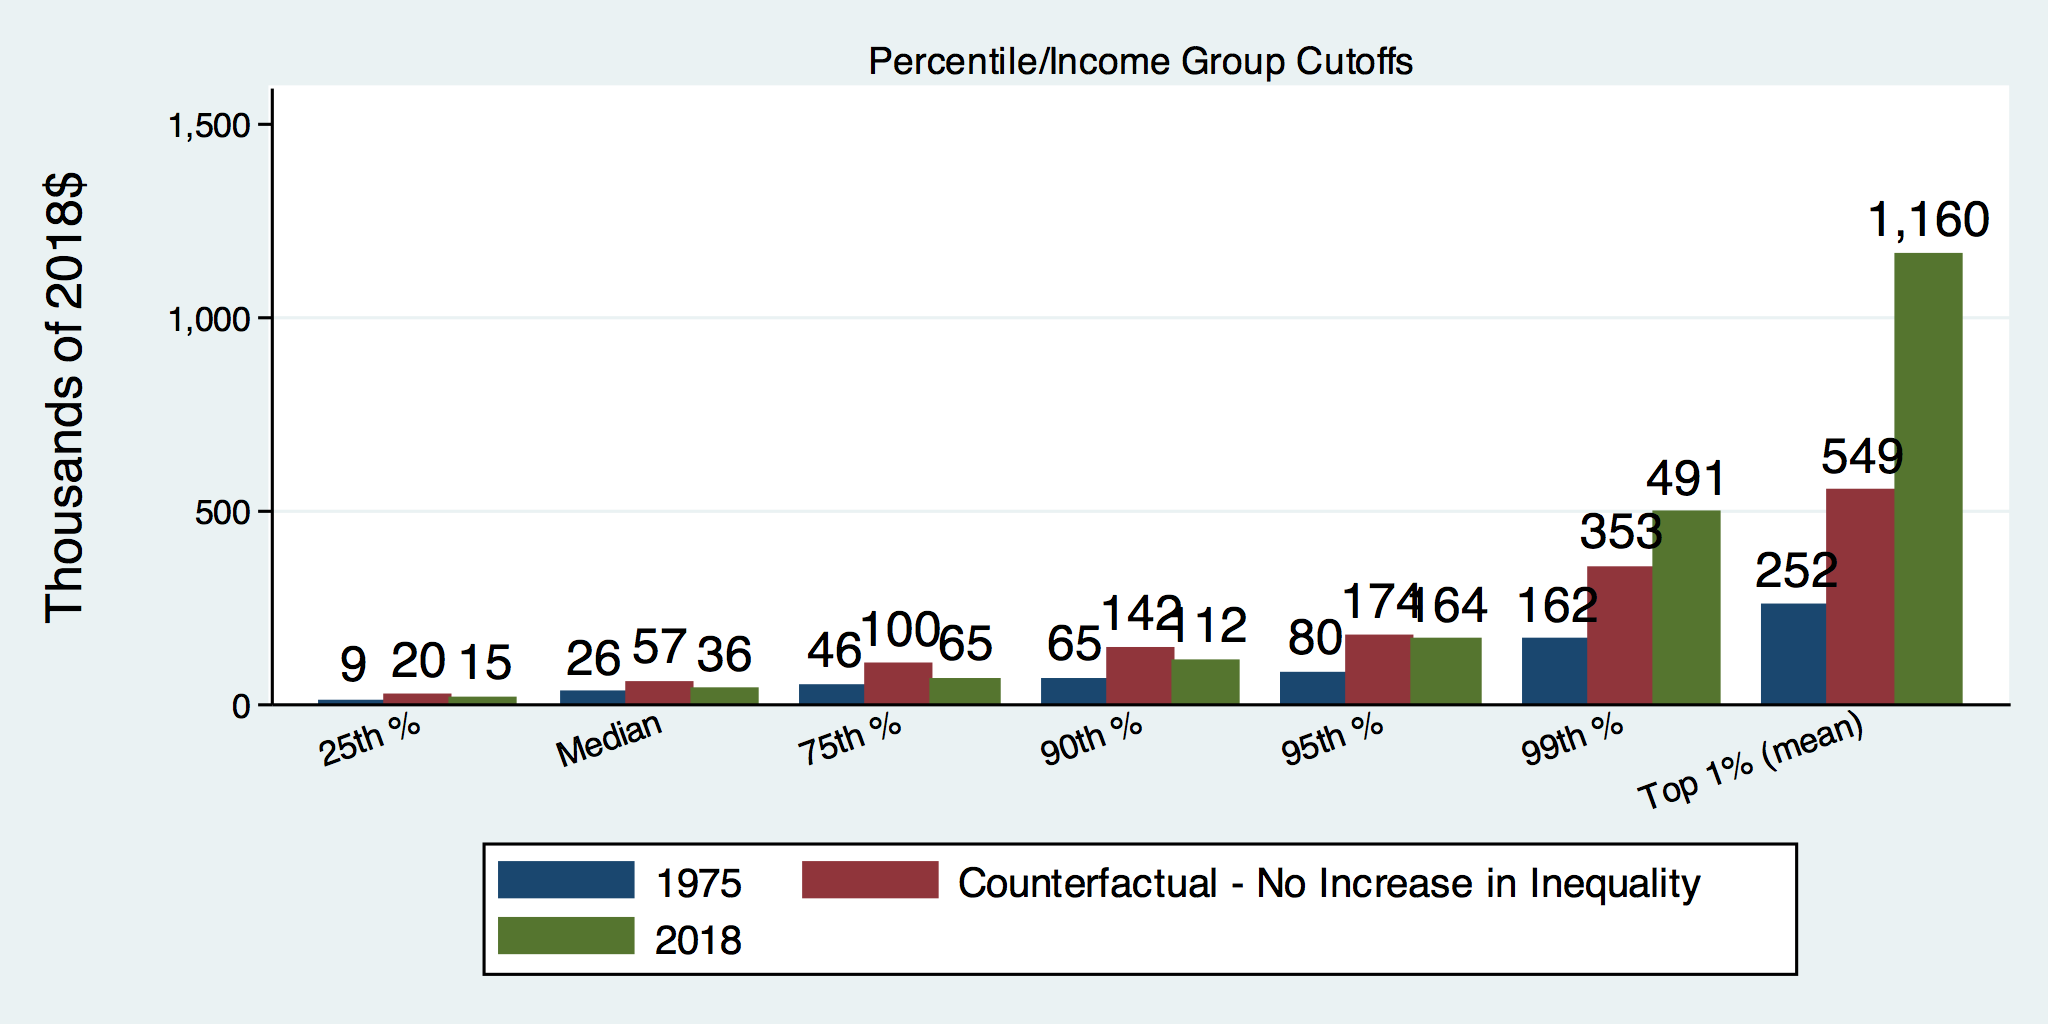 Percentile/Income Group Cutoffs
Thousands of 2018$
1,500
1,000
500
0
9 20 15
26 57 36
46 100 65
65 142 112
80 174 164
162 353 491
252 549 1,160
25th % Median 75th % 90th % 95th % 99th % Top 1% (mean)
1975 Counterfactual - No Increase in Inequality
2018